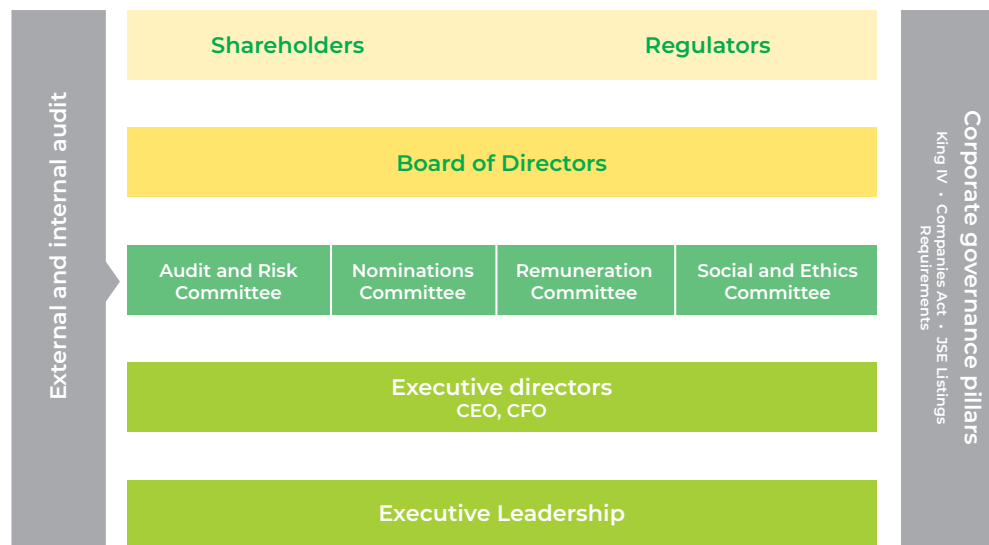 External and internal audit
Shareholders
Regulators
Board of Directors
Audit and Risk
Committee
Nominations
Committee
Remuneration
Committee
Social and Ethics
Committee
Executive directors
CEO, CFO
Executive Leadership
Corporate governance pillars
King IV • Companies Act • JSE Listings
Requirements